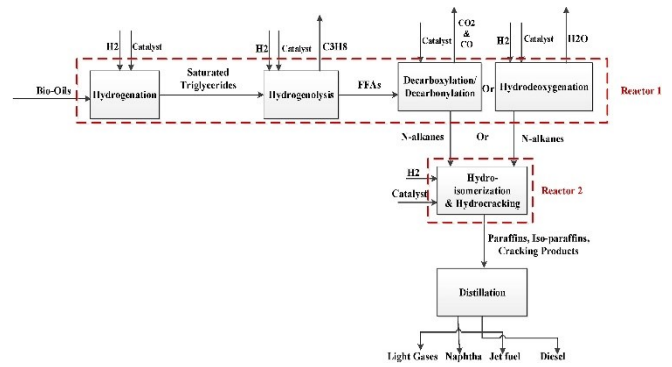 CO2
&
CO
H2
Catalyst
H2
Catalyst
C3H8
Catalyst
H2
Catalyst
H2O
Bio-Oils
Hydrogenation
Saturated
Triglycerides
Hydrogenolysis
FFAs
Decarboxylation/
Decarbonylation
Or
Hydrodeoxygenation
Reactor 1
N-alkanes
Or
N-alkanes
H2
Catalyst
Hydro-
isomerization
& Hydrocracking
Reactor 2
Paraffins, Iso-paraffins,
Cracking Products
Distillation
Light Gases
Naphtha
Jet fuel
Diesel